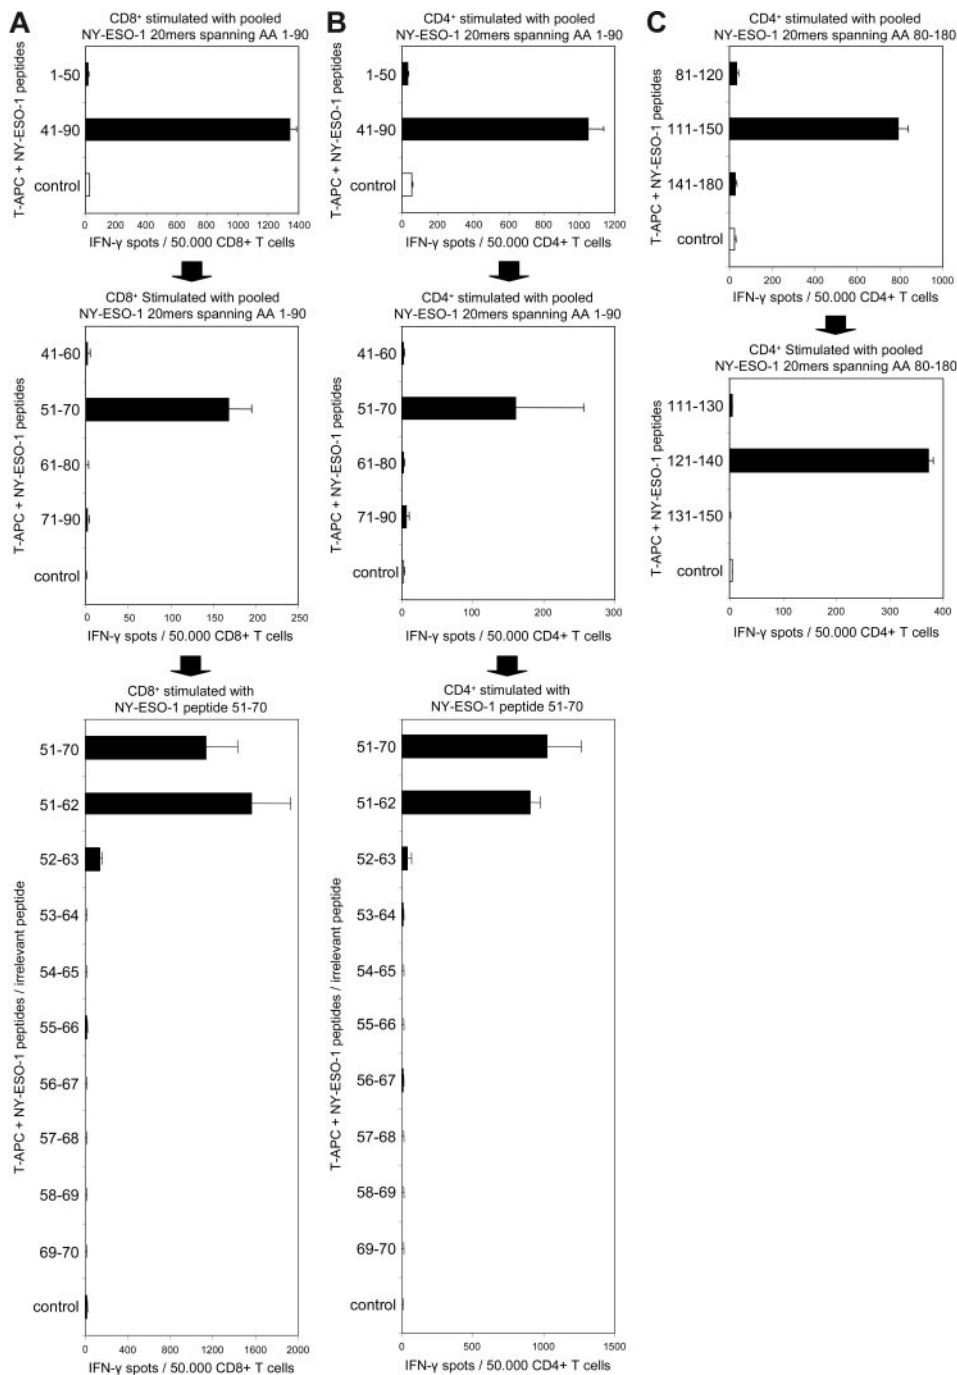 A
CD8⁺ stimulated with pooled
NY-ESO-1 20mers spanning AA 1-90
T-APC + NY-ESO-1 peptides
1-50
41-90
control
0 200 400 600 800 1000 1200 1400
IFN-γ spots / 50.000 CD8+ T cells
CD8⁺ Stimulated with pooled
NY-ESO-1 20mers spanning AA 1-90
T-APC + NY-ESO-1 peptides
41-60
51-70
61-80
71-90
control
0 50 100 150 200 250
IFN-γ spots / 50.000 CD8+ T cells
CD8⁺ stimulated with
NY-ESO-1 peptide 51-70
T-APC + NY-ESO-1 peptides / irrelevant peptide
51-70
51-62
52-63
53-64
54-65
55-66
56-67
57-68
58-69
69-70
control
0 400 800 1200 1600 2000
IFN-γ spots / 50.000 CD8+ T cells
B
CD4⁺ stimulated with pooled
NY-ESO-1 20mers spanning AA 1-90
T-APC + NY-ESO-1 peptides
1-50
41-90
control
0 200 400 600 800 1000 1200
IFN-γ spots / 50.000 CD4+ T cells
CD4⁺ stimulated with pooled
NY-ESO-1 20mers spanning AA 1-90
T-APC + NY-ESO-1 peptides
41-60
51-70
61-80
71-90
control
0 100 200 300
IFN-γ spots / 50.000 CD4+ T cells
CD4⁺ stimulated with
NY-ESO-1 peptide 51-70
T-APC + NY-ESO-1 peptides / irrelevant peptide
51-70
51-62
52-63
53-64
54-65
55-66
56-67
57-68
58-69
69-70
control
0 500 1000 1500
IFN-γ spots / 50.000 CD4+ T cells
C
CD4⁺ stimulated with pooled
NY-ESO-1 20mers spanning AA 80-180
T-APC + NY-ESO-1 peptides
81-120
111-150
141-180
control
0 200 400 600 800 1000
IFN-γ spots / 50.000 CD4+ T cells
CD4⁺ Stimulated with pooled
NY-ESO-1 20mers spanning AA 80-180
T-APC + NY-ESO-1 peptides
111-130
121-140
131-150
control
0 100 200 300 400
IFN-γ spots / 50.000 CD4+ T cells